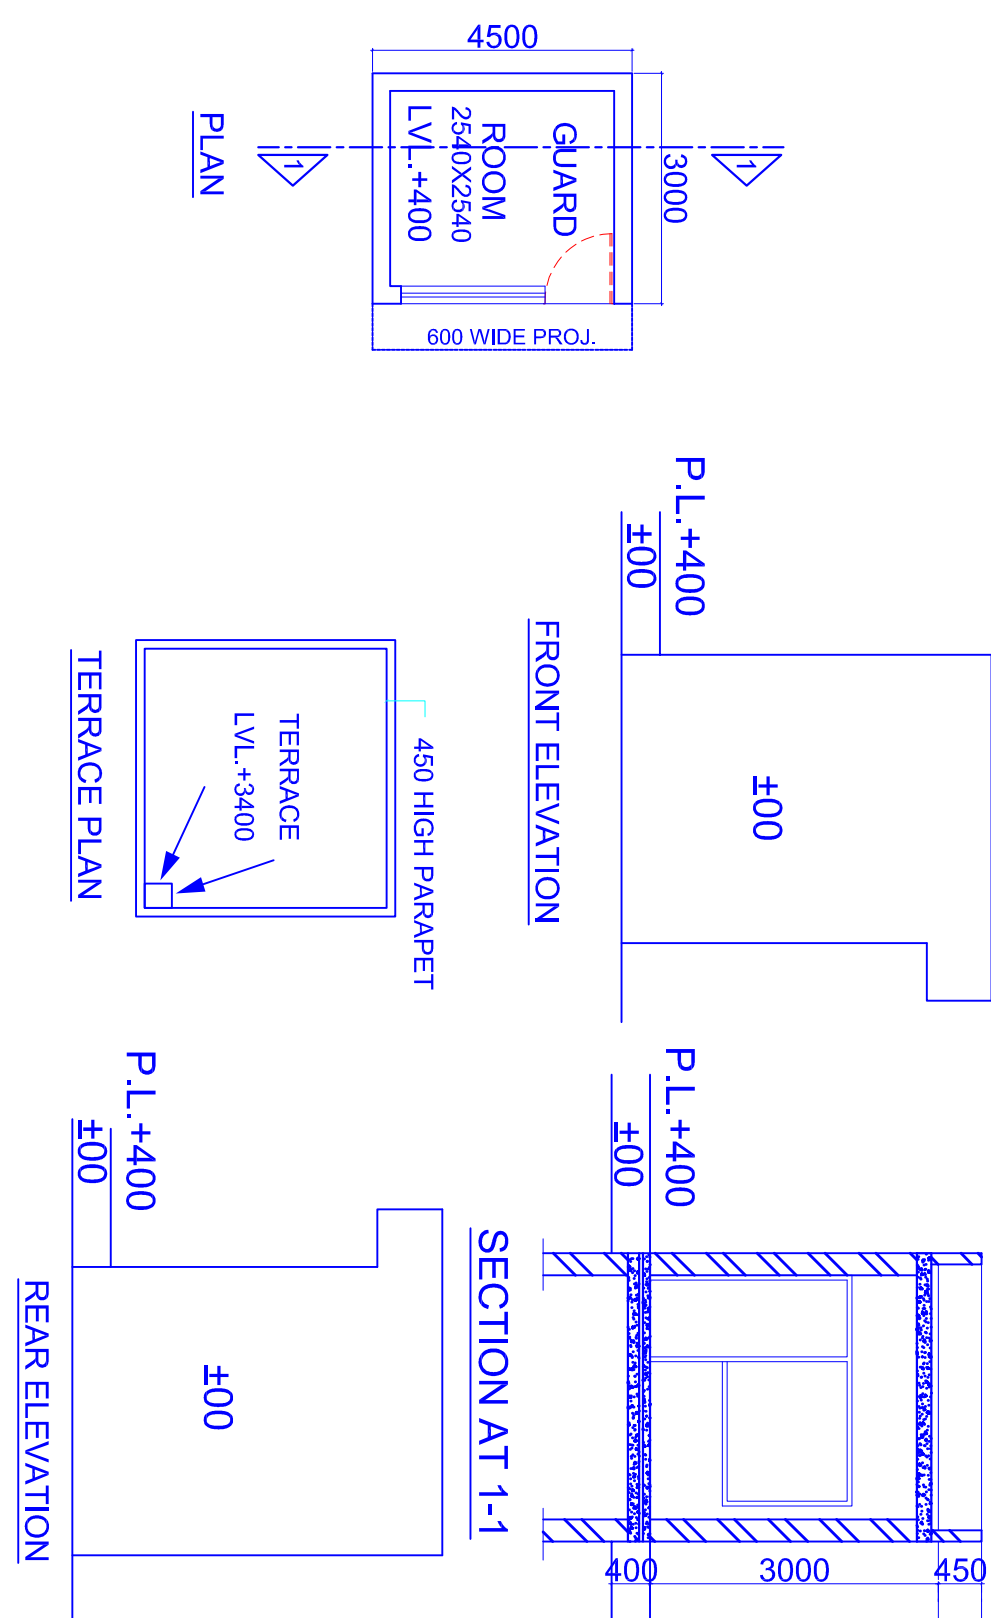 4500
3000
GUARD
ROOM
2540X2540
LVL.+400
1
1
600 WIDE PROJ.
PLAN
P.L.+400
±00
±00
FRONT ELEVATION
450 HIGH PARAPET
TERRACE
LVL.+3400
TERRACE PLAN
P.L.+400
±00
400
3000
450
SECTION AT 1-1
P.L.+400
±00
±00
REAR ELEVATION